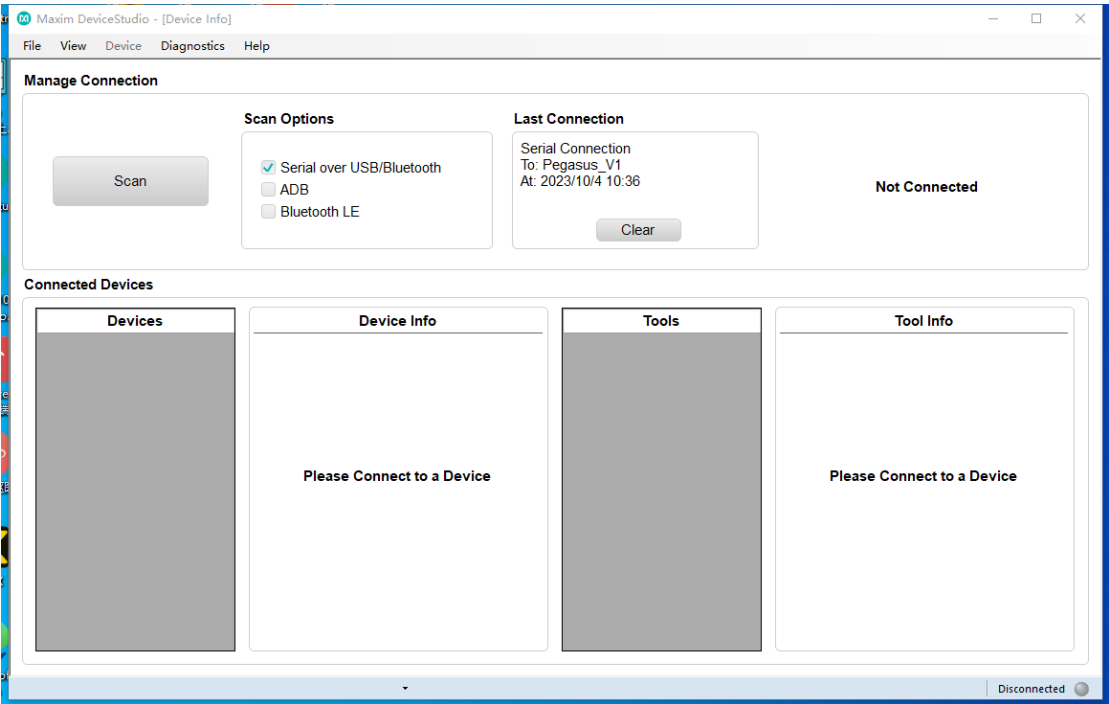 Maxim DeviceStudio - [Device Info]
File View Device Diagnostics Help
Manage Connection
Scan
Scan Options
Serial over USB/Bluetooth
ADB
Bluetooth LE
Last Connection
Serial Connection
To: Pegasus_V1
At: 2023/10/4 10:36
Clear
Not Connected
Connected Devices
Devices
Device Info
Please Connect to a Device
Tools
Tool Info
Please Connect to a Device
Disconnected